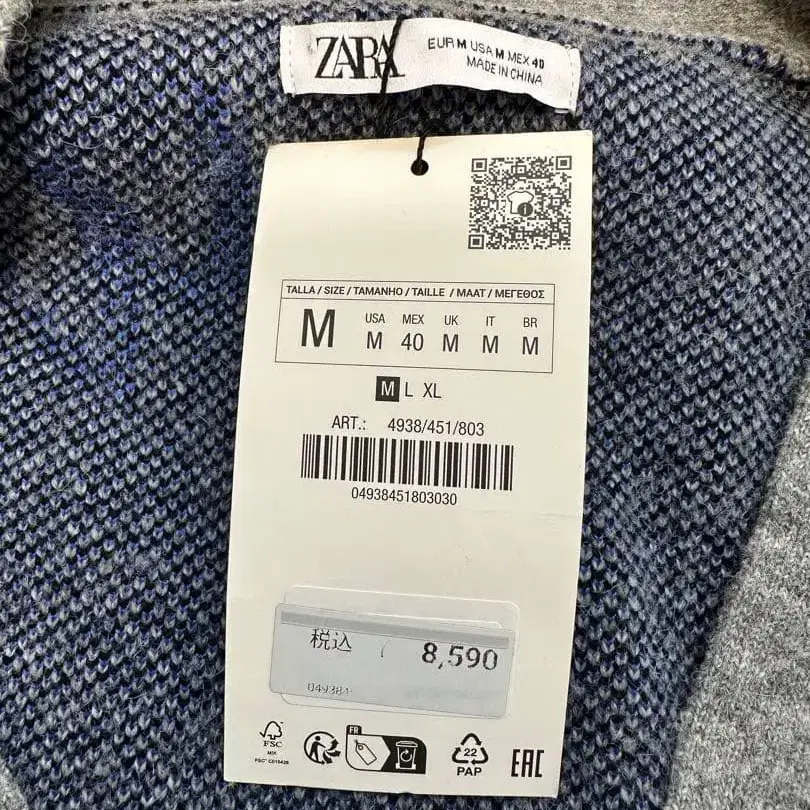 ZARA
EUR M USA M MEX 40
MADE IN CHINA
TALLA / SIZE / TAMANHO / TAILLE / MAAT / ΜΕΓΕΘΟΣ
M
USA MEX UK IT BR
M 40 M M M
M L XL
ART.: 4938/451/803
04938451803030
税込 8,590
04938
FR
FSC
MIX
22
PAP
EAC